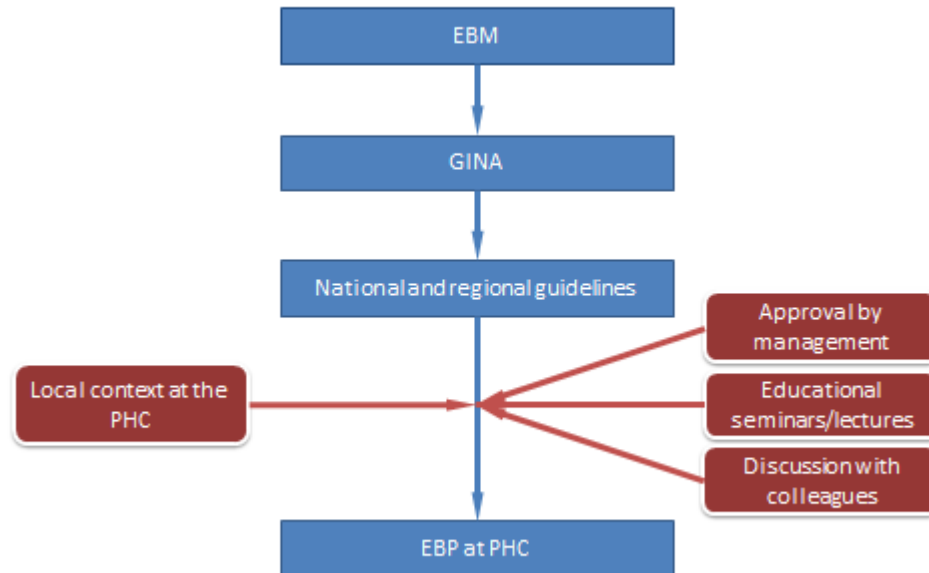 EBM
GINA
National and regional guidelines
Approval by
management
Local context at the
PHC
Educational
seminars/lectures
Discussion with
colleagues
EBP at PHC